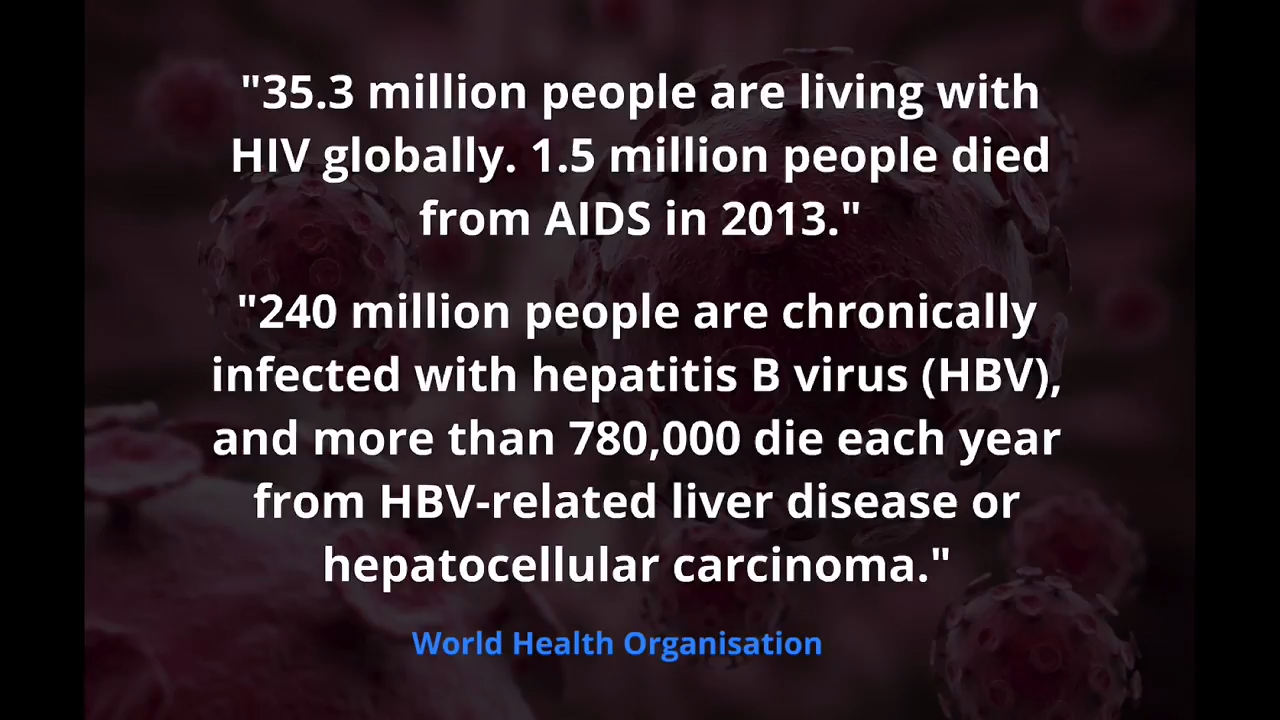 "35.3 million people are living with
HIV globally. 1.5 million people died
from AIDS in 2013."
"240 million people are chronically
infected with hepatitis B virus (HBV),
and more than 780,000 die each year
from HBV-related liver disease or
hepatocellular carcinoma."
World Health Organisation